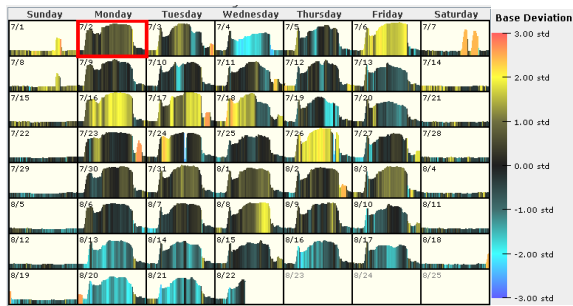 Sunday Monday Tuesday Wednesday Thursday Friday Saturday Base Deviation
7/1 7/2 7/3 7/4 7/5 7/6 7/7
7/8 7/9 7/10 7/11 7/12 7/13 7/14
7/15 7/16 7/17 7/18 7/19 7/20 7/21
7/22 7/23 7/24 7/25 7/26 7/27 7/28
7/29 7/30 7/31 8/1 8/2 8/3 8/4
8/5 8/6 8/7 8/8 8/9 8/10 8/11
8/12 8/13 8/14 8/15 8/16 8/17 8/18
8/19 8/20 8/21 8/22 8/23 8/24 8/25
3.00 std
2.00 std
1.00 std
0.00 std
-1.00 std
-2.00 std
-3.00 std